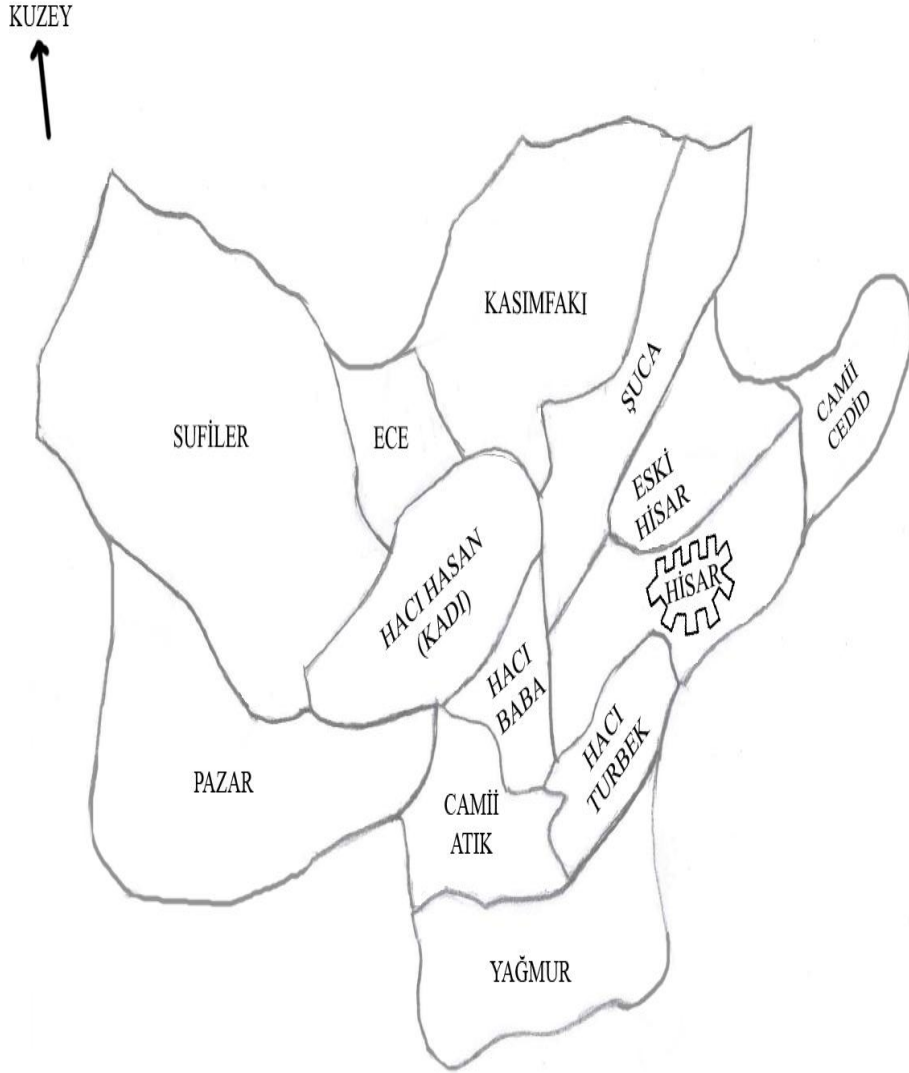 KUZEY
KASIMFAKI
ŞUCA
CAMİİ
CEDİD
SUFİLER
ECE
ESKİ
HİSAR
HİSAR
HACI HASAN
(KADI)
HACI
BABA
HACI
TURBEK
PAZAR
CAMİİ
ATIK
YAĞMUR